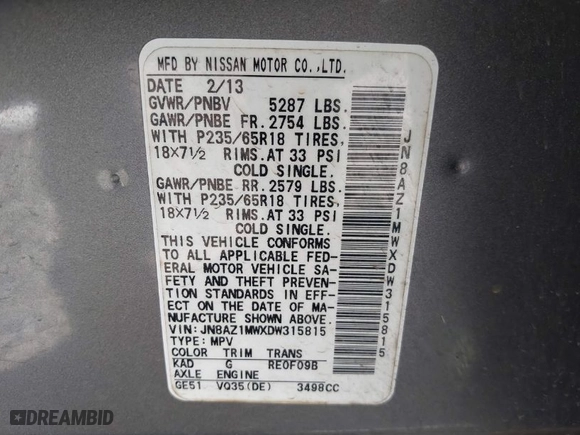 MFD BY NISSAN MOTOR CO.,LTD.
DATE 2/13
GVWR/PNBV 5287 LBS.
GAWR/PNBE FR. 2754 LBS.
WITH P235/65R18 TIRES,
18X7 1/2 RIMS. AT 33 PSI
COLD SINGLE.
GAWR/PNBE RR. 2579 LBS.
WITH P235/65R18 TIRES,
18X7 1/2 RIMS. AT 33 PSI
COLD SINGLE.
THIS VEHICLE CONFORMS
TO ALL APPLICABLE FED-
ERAL MOTOR VEHICLE SA-
FETY AND THEFT PREVEN-
TION STANDARDS IN EFF-
ECT ON THE DATE OF MA-
NUFACTURE SHOWN ABOVE.
VIN: JN8AZ1MWXDW315815
TYPE: MPV
COLOR TRIM TRANS
KAD G RE0F09B
AXLE ENGINE
GE51 VQ35(DE) 3498CC
JN8AZ1MWXDW315815
DREAMBID